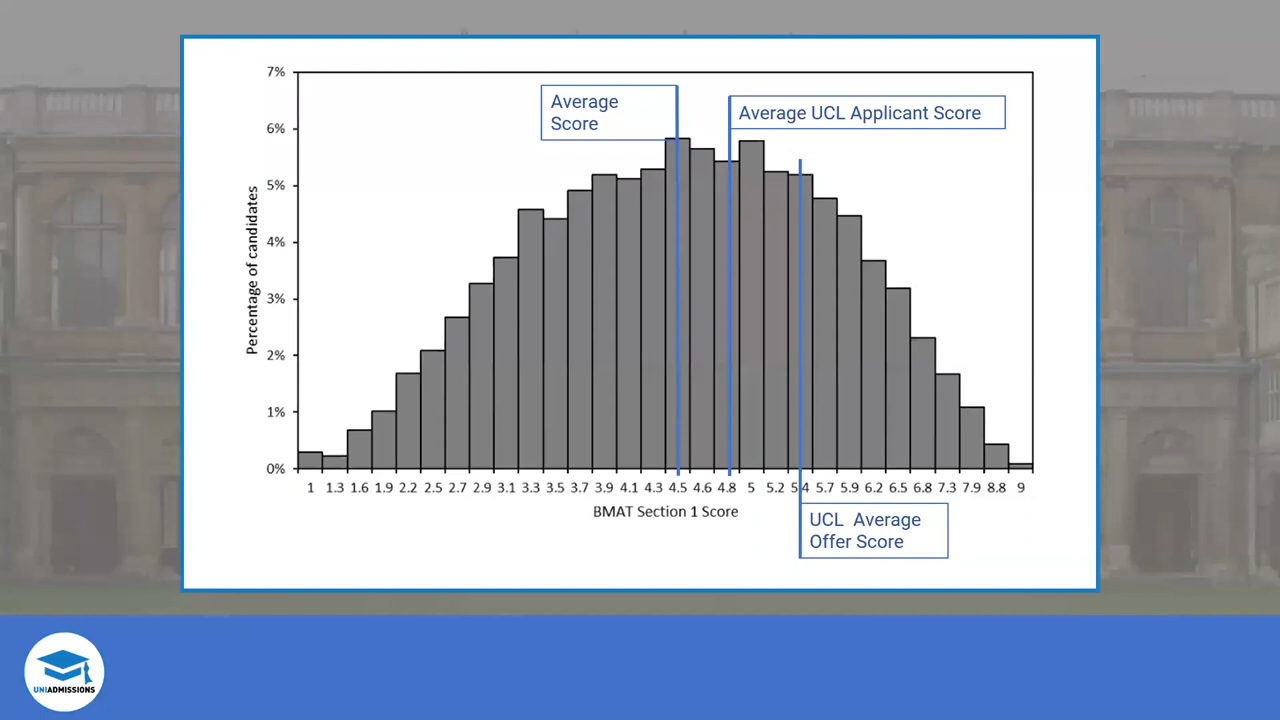 7%
Average
Score
Average UCL Applicant Score
6%
5%
4%
3%
2%
1%
0%
Percentage of candidates
1 1.3 1.6 1.9 2.2 2.5 2.7 2.9 3.1 3.3 3.5 3.7 3.9 4.1 4.3 4.5 4.6 4.8 5 5.2 5.4 5.7 5.9 6.2 6.5 6.8 7.3 7.9 8.8 9
BMAT Section 1 Score
UCL Average
Offer Score
UNIADMISSIONS